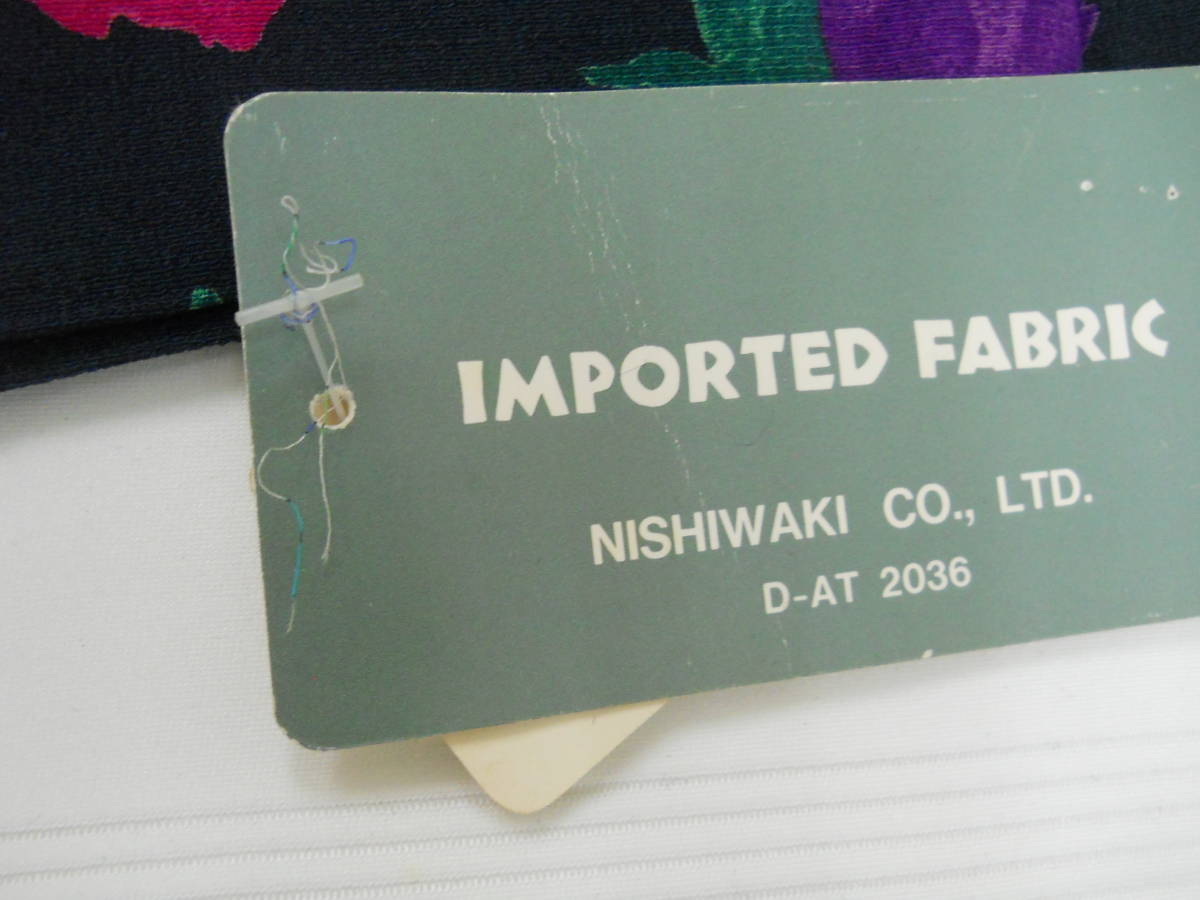 IMPORTED FABRIC
NISHIWAKI CO., LTD.
D-AT 2036